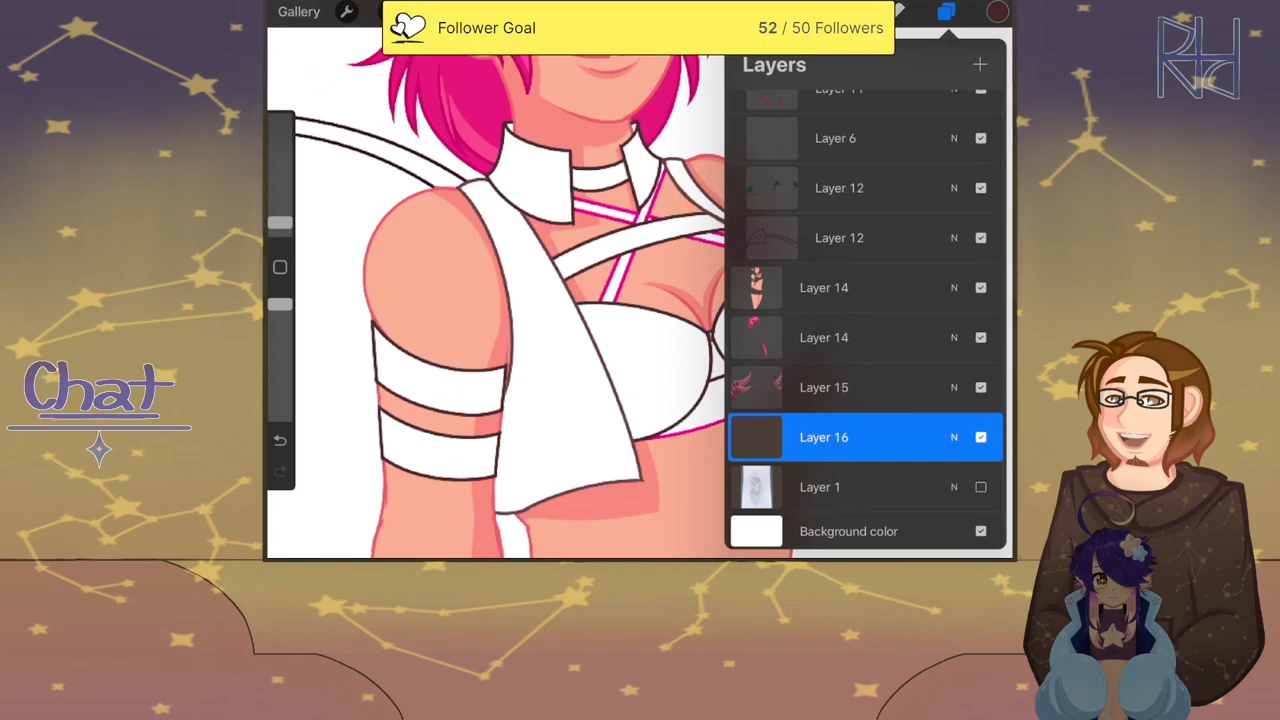 Gallery
Follower Goal
52 / 50 Followers
Layers
Layer 6 N
Layer 12 N
Layer 12 N
Layer 14 N
Layer 14 N
Layer 15 N
Layer 16 N
Layer 1 N
Background color
Chat